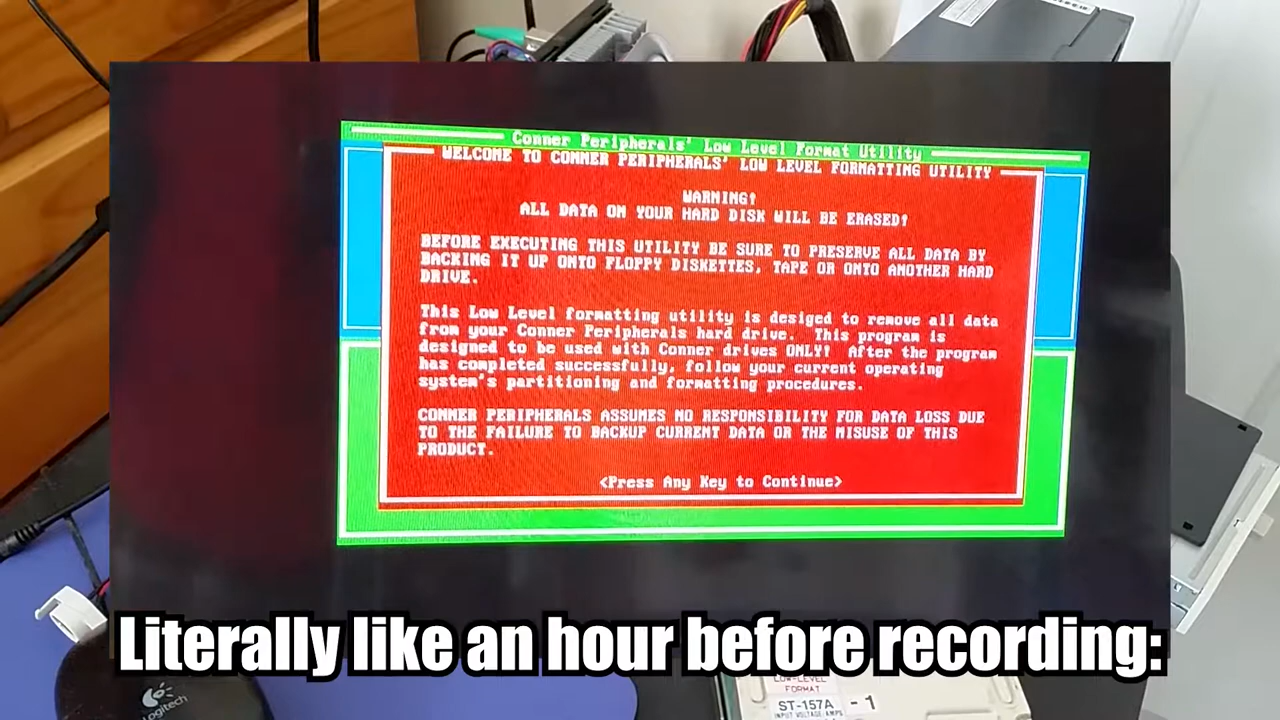 Conner Peripherals' Low Level Format Utility
WELCOME TO CONNER PERIPHERALS' LOW LEVEL FORMATTING UTILITY
WARNING!
ALL DATA ON YOUR HARD DISK WILL BE ERASED!
BEFORE EXECUTING THIS UTILITY BE SURE TO PRESERVE ALL DATA BY
BACKING IT UP ONTO FLOPPY DISKETTES, TAPE OR ONTO ANOTHER HARD
DRIVE.
This Low Level formatting utility is desiged to remove all data
from your Conner Peripherals hard drive. This program is
designed to be used with Conner drives ONLY! After the program
has completed successfully, follow your current operating
system's partitioning and formatting procedures.
CONNER PERIPHERALS ASSUMES NO RESPONSIBILITY FOR DATA LOSS DUE
TO THE FAILURE TO BACKUP CURRENT DATA OR THE MISUSE OF THIS
PRODUCT.
<Press Any Key to Continue>
Literally like an hour before recording:
Logitech
LOW-LEVEL
FORMAT
ST-157A - 1
INPUT VOLTAGE/AMPS